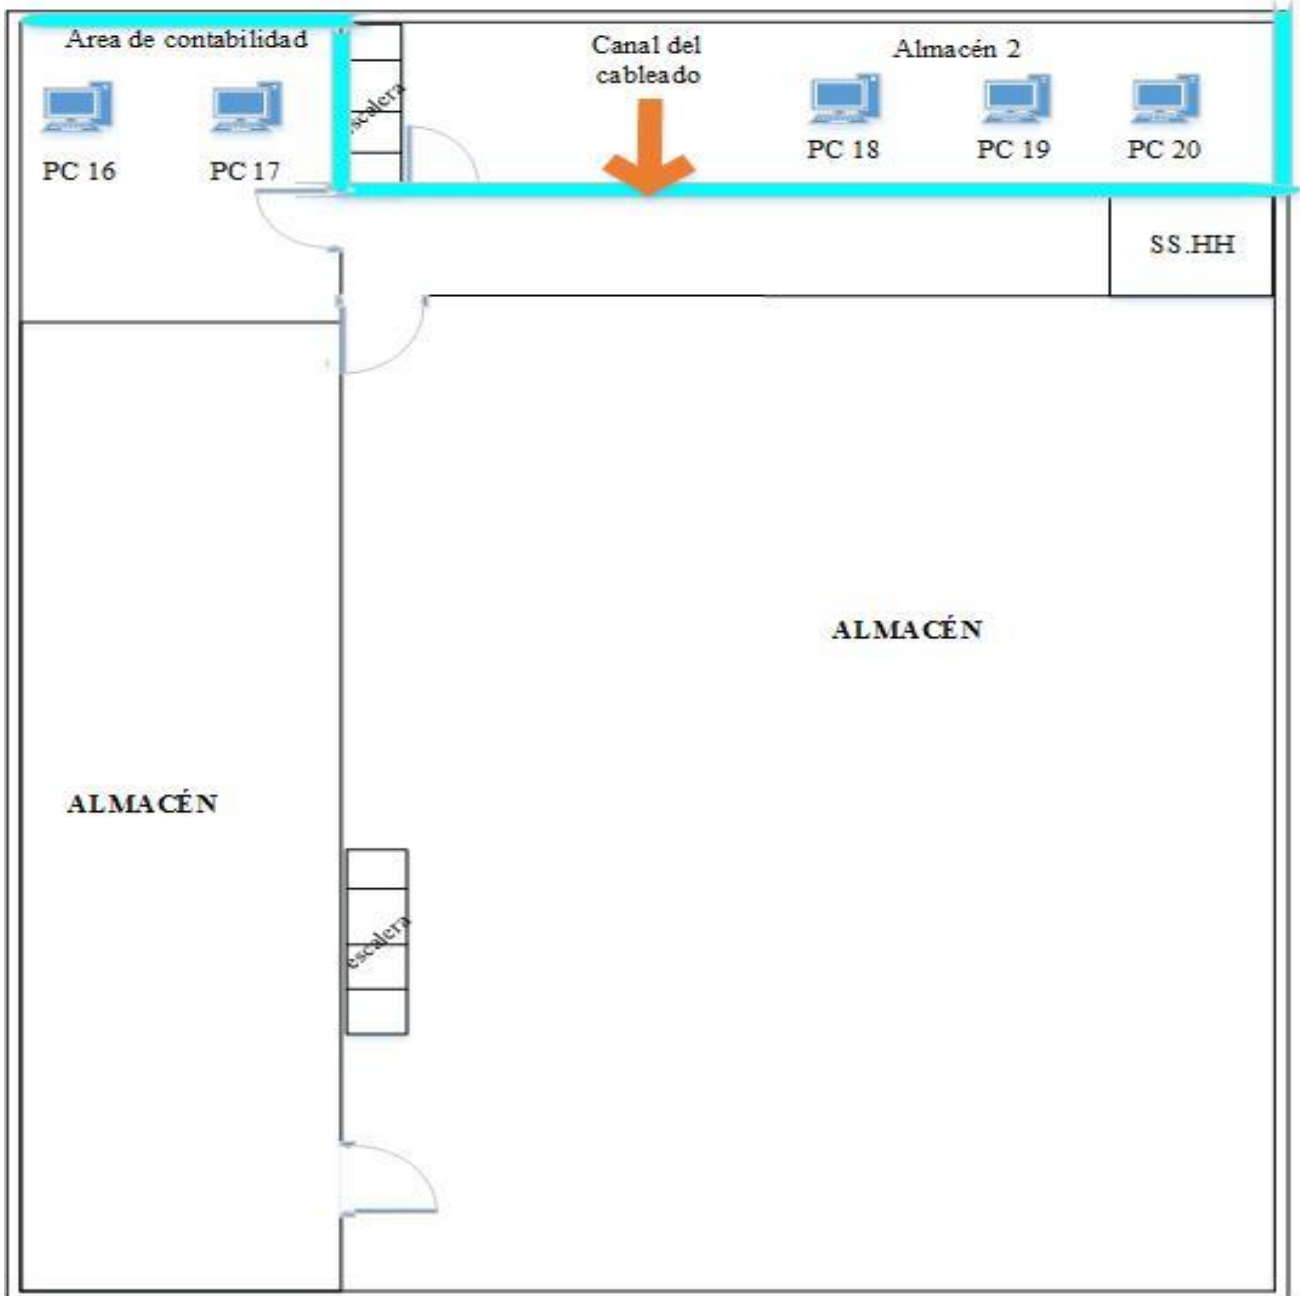 Area de contabilidad
Canal del
cableado
Almacén 2
escalera
PC 16
PC 17
PC 18
PC 19
PC 20
SS.HH
ALMACÉN
ALMACÉN
escalera